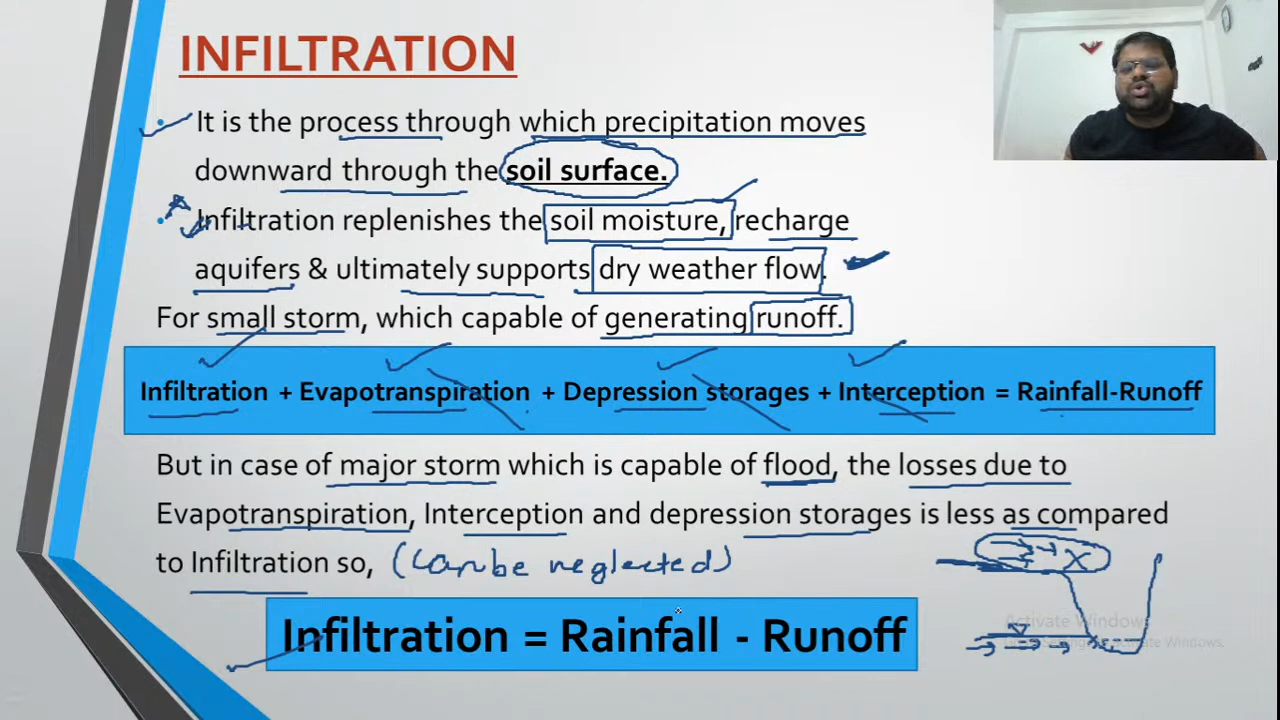 INFILTRATION
• It is the process through which precipitation moves
downward through the soil surface.
• Infiltration replenishes the soil moisture, recharge
aquifers & ultimately supports dry weather flow.
For small storm, which capable of generating runoff.
Infiltration + Evapotranspiration + Depression storages + Interception = Rainfall-Runoff
But in case of major storm which is capable of flood, the losses due to
Evapotranspiration, Interception and depression storages is less as compared
to Infiltration so, (can be neglected)
Infiltration = Rainfall - Runoff
Activate Windows